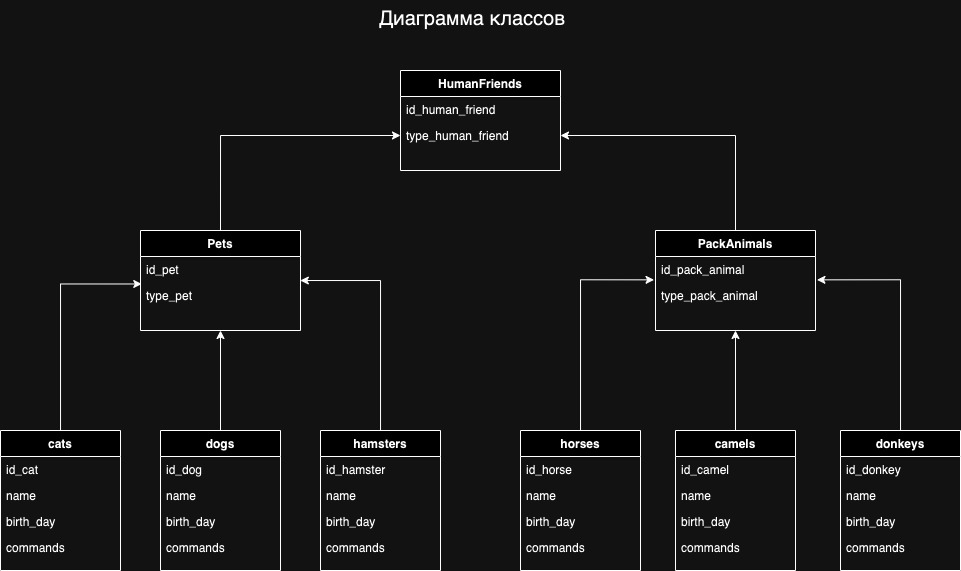 Диаграмма классов
HumanFriends
id_human_friend
type_human_friend
Pets
id_pet
type_pet
PackAnimals
id_pack_animal
type_pack_animal
cats
id_cat
name
birth_day
commands
dogs
id_dog
name
birth_day
commands
hamsters
id_hamster
name
birth_day
commands
horses
id_horse
name
birth_day
commands
camels
id_camel
name
birth_day
commands
donkeys
id_donkey
name
birth_day
commands